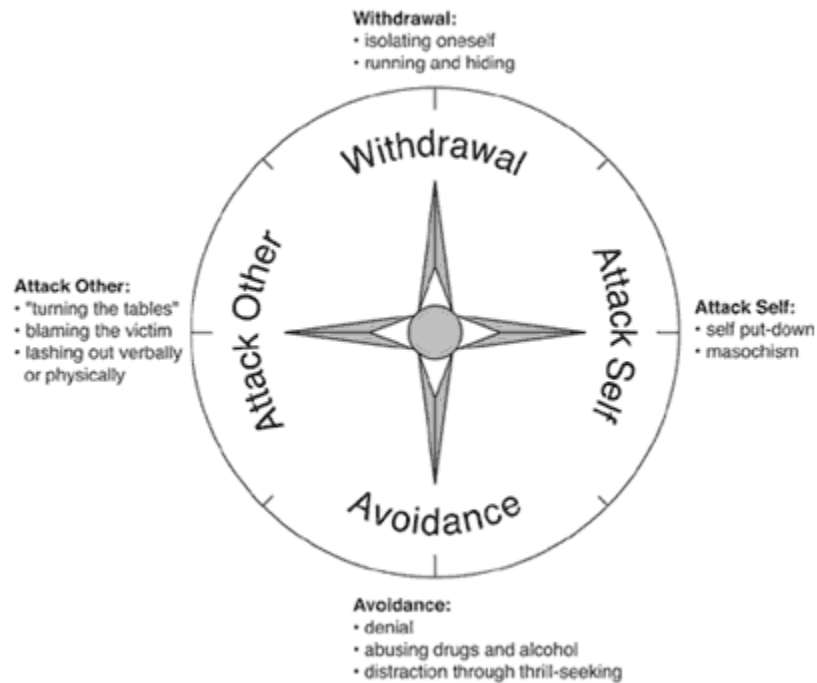 Withdrawal:
• isolating oneself
• running and hiding
Withdrawal
Attack Other:
• "turning the tables"
• blaming the victim
• lashing out verbally
or physically
Attack Other
Attack Self
Attack Self:
• self put-down
• masochism
Avoidance
Avoidance:
• denial
• abusing drugs and alcohol
• distraction through thrill-seeking